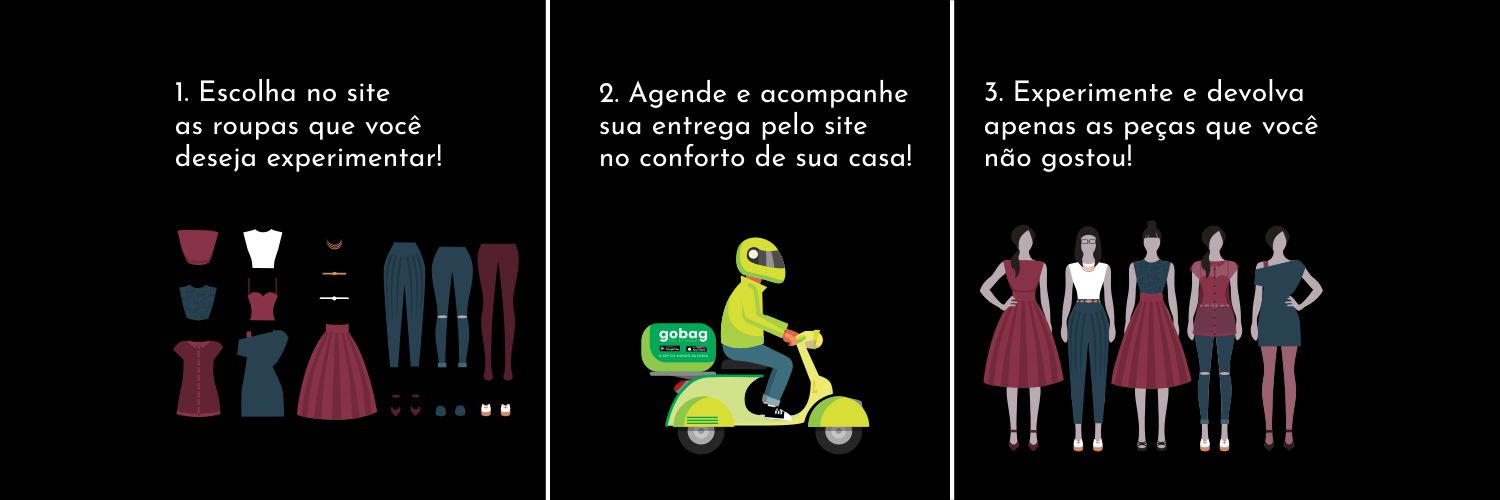 1. Escolha no site
as roupas que você
deseja experimentar!
2. Agende e acompanhe
sua entrega pelo site
no conforto de sua casa!
gobag
3. Experimente e devolva
apenas as peças que você
não gostou!